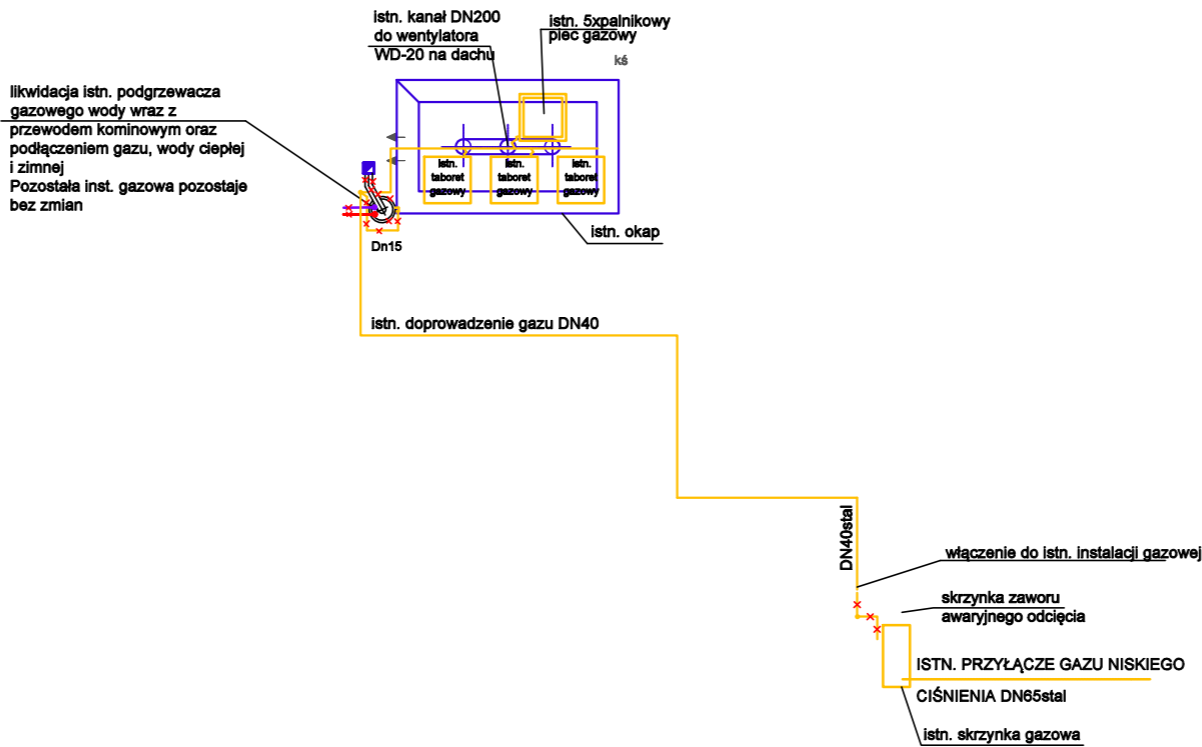 istn. kanał DN200
do wentylatora
WD-20 na dachu
istn. 5xpalnikowy
piec gazowy
kś
likwidacja istn. podgrzewacza
gazowego wody wraz z
przewodem kominowym oraz
podłączeniem gazu, wody ciepłej
i zimnej
Pozostała inst. gazowa pozostaje
bez zmian
istn.
taboret
gazowy
istn.
taboret
gazowy
istn.
taboret
gazowy
istn. okap
Dn15
istn. doprowadzenie gazu DN40
DN40stal
włączenie do istn. instalacji gazowej
skrzynka zaworu
awaryjnego odcięcia
ISTN. PRZYŁĄCZE GAZU NISKIEGO
CIŚNIENIA DN65stal
istn. skrzynka gazowa